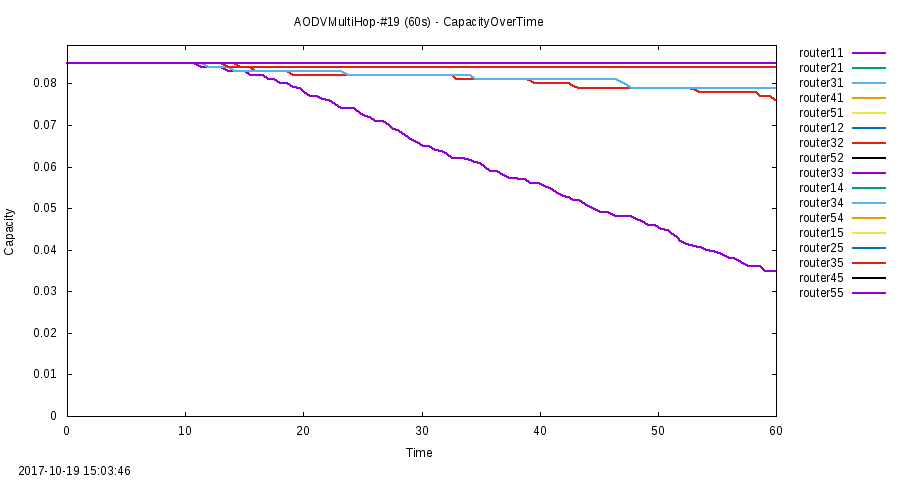 AODVMultiHop-#19 (60s) - CapacityOverTime
router11
router21
router31
router41
router51
router12
router32
router52
router33
router14
router34
router54
router15
router25
router35
router45
router55
0.08
0.07
0.06
0.05
0.04
0.03
0.02
0.01
0
Capacity
0 10 20 30 40 50 60
Time
2017-10-19 15:03:46